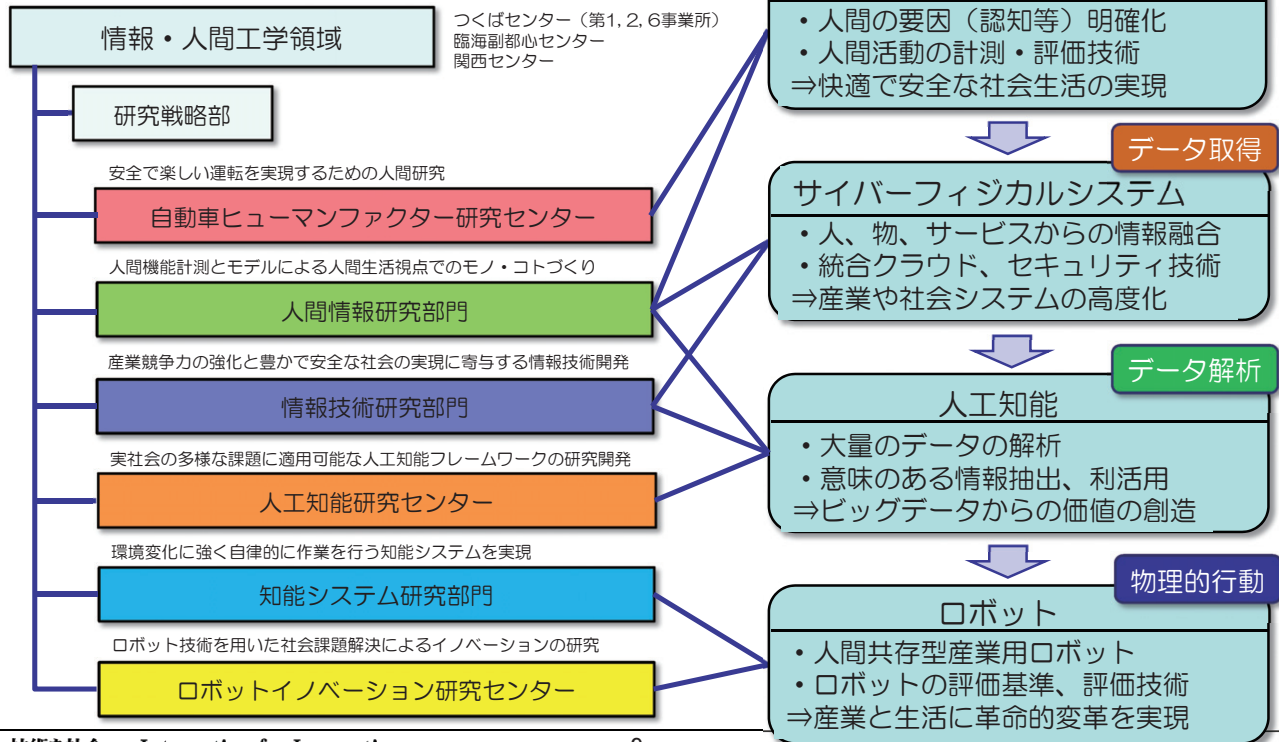 情報・人間工学領域
つくばセンター（第1, 2, 6事業所）
臨海副都心センター
関西センター
研究戦略部
安全で楽しい運転を実現するための人間研究
自動車ヒューマンファクター研究センター
人間機能計測とモデルによる人間生活視点でのモノ・コトづくり
人間情報研究部門
産業競争力の強化と豊かで安全な社会の実現に寄与する情報技術開発
情報技術研究部門
実社会の多様な課題に適用可能な人工知能フレームワークの研究開発
人工知能研究センター
環境変化に強く自律的に作業を行う知能システムを実現
知能システム研究部門
ロボット技術を用いた社会課題解決によるイノベーションの研究
ロボットイノベーション研究センター
・人間の要因（認知等）明確化
・人間活動の計測・評価技術
⇒快適で安全な社会生活の実現
データ取得
サイバーフィジカルシステム
・人、物、サービスからの情報融合
・統合クラウド、セキュリティ技術
⇒産業や社会システムの高度化
データ解析
人工知能
・大量のデータの解析
・意味のある情報抽出、利活用
⇒ビッグデータからの価値の創造
物理的行動
ロボット
・人間共存型産業用ロボット
・ロボットの評価基準、評価技術
⇒産業と生活に革命的変革を実現